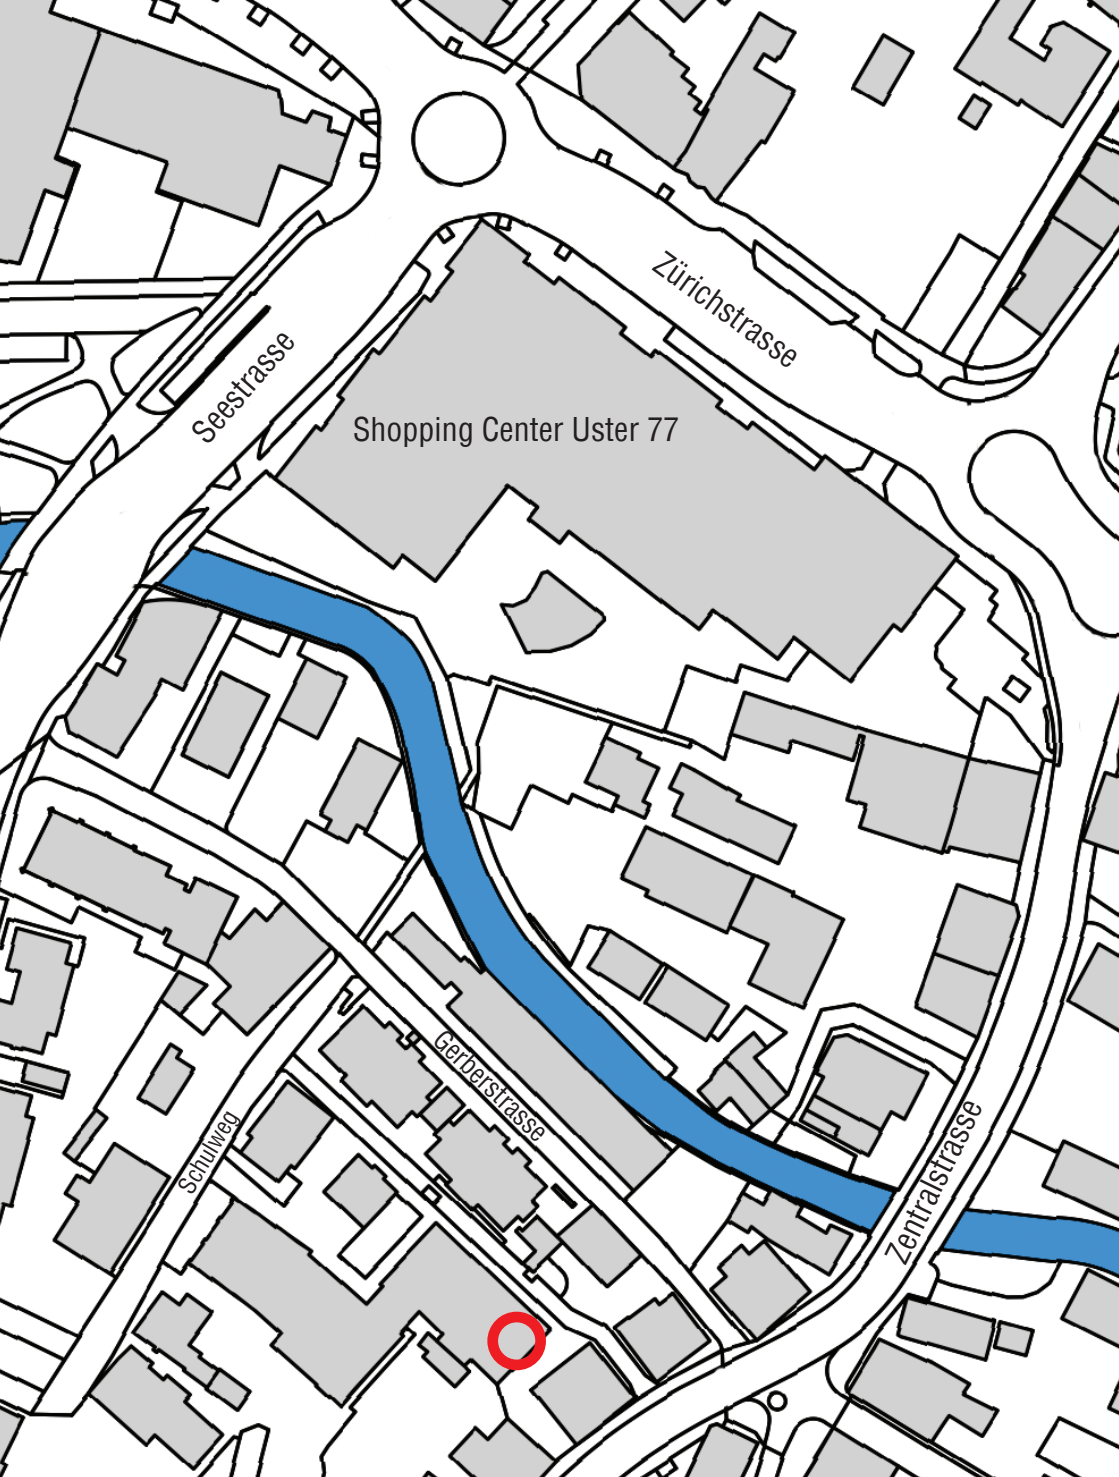 Zürichstrasse
Seestrasse
Shopping Center Uster 77
Gerberstrasse
Schulweg
Zentralstrasse